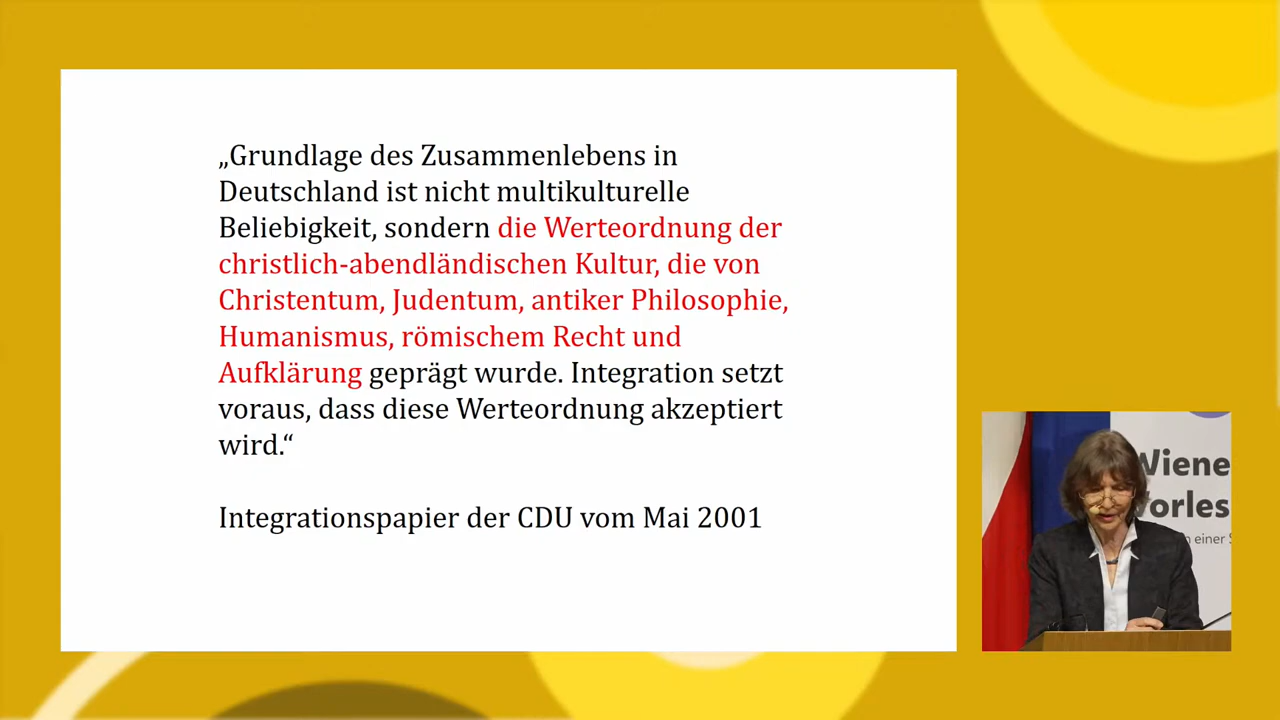 „Grundlage des Zusammenlebens in
Deutschland ist nicht multikulturelle
Beliebigkeit, sondern die Werteordnung der
christlich-abendländischen Kultur, die von
Christentum, Judentum, antiker Philosophie,
Humanismus, römischem Recht und
Aufklärung geprägt wurde. Integration setzt
voraus, dass diese Werteordnung akzeptiert
wird.“
Integrationspapier der CDU vom Mai 2001
Wiene
Vorles
n einer S